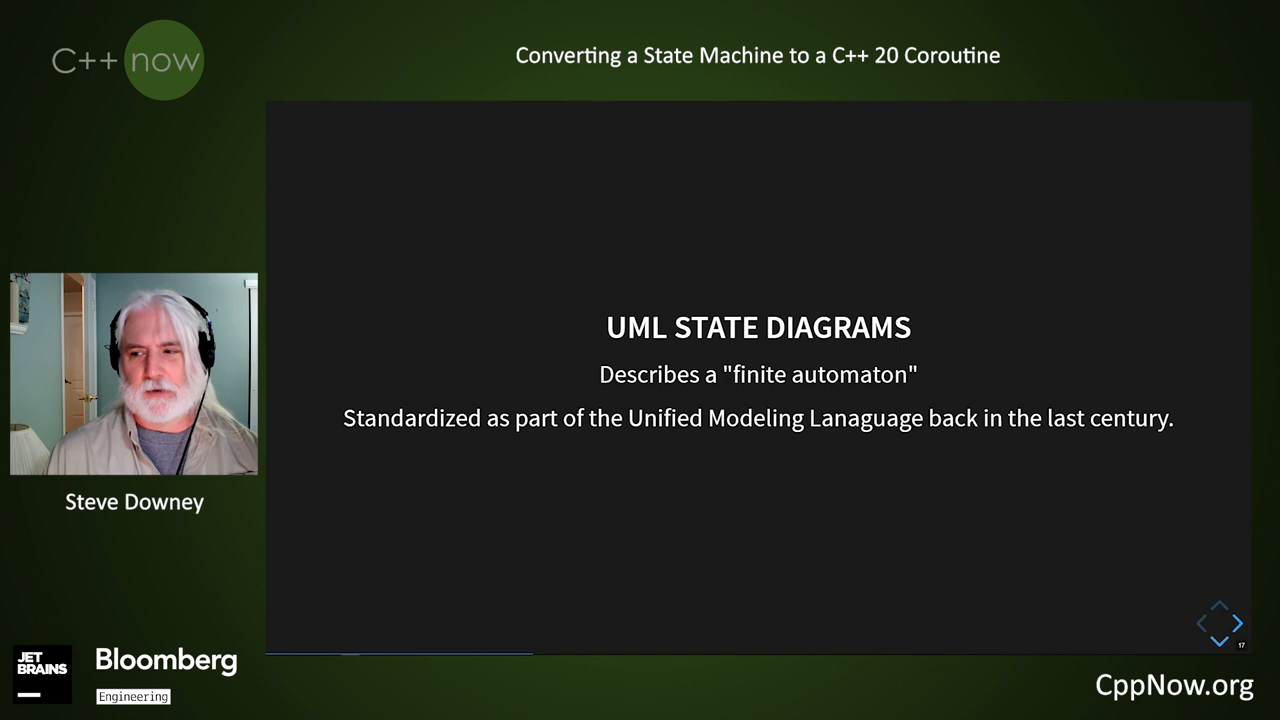 C++ now
Converting a State Machine to a C++ 20 Coroutine
UML STATE DIAGRAMS
Describes a "finite automaton"
Standardized as part of the Unified Modeling Lanaguage back in the last century.
Steve Downey
JET
BRAINS
Bloomberg
Engineering
17
CppNow.org